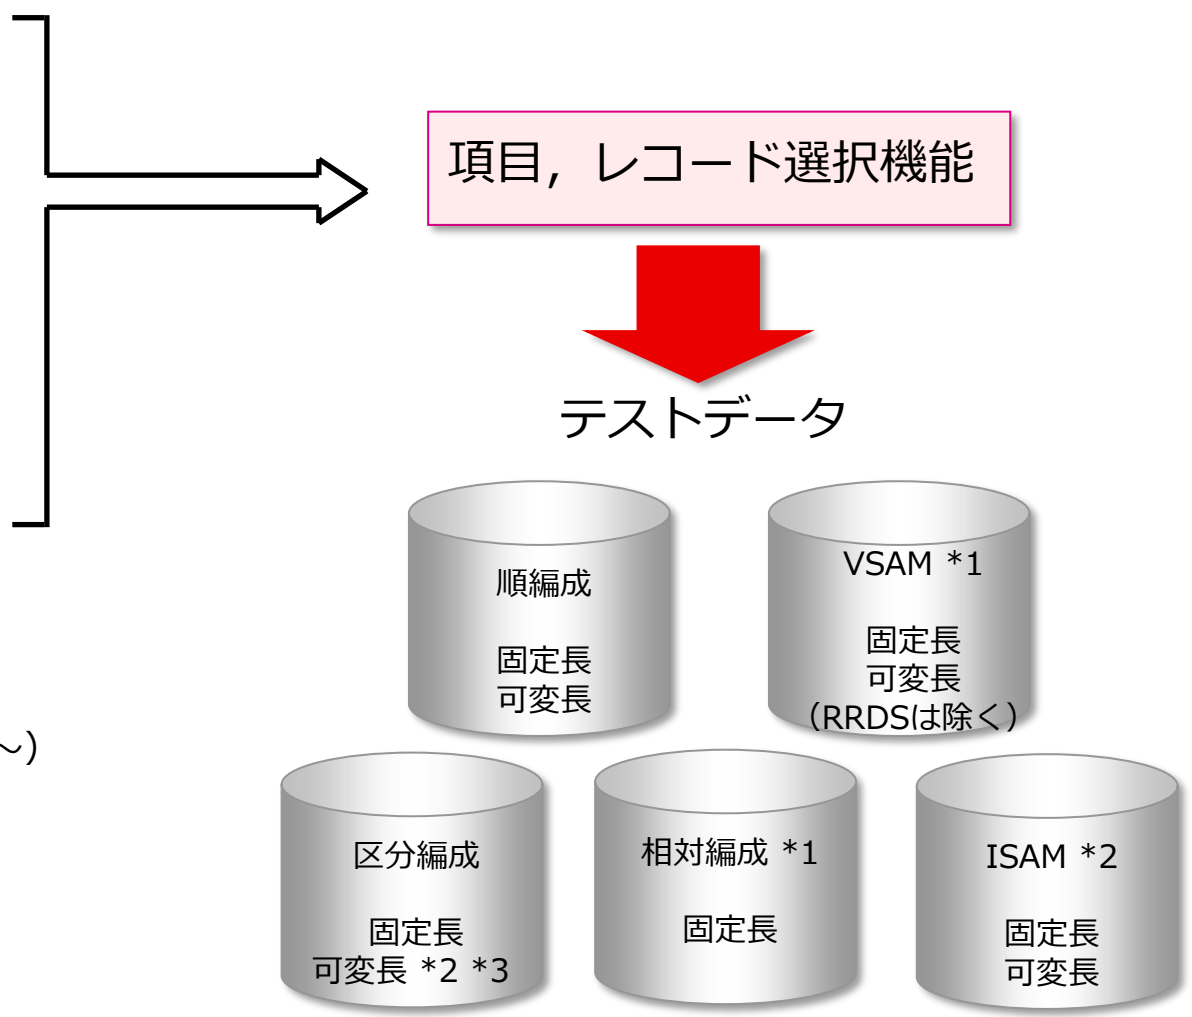 項目，レコード選択機能
テストデータ
順編成
固定長
可変長
VSAM *1
固定長
可変長
（RRDSは除く）
～）
区分編成
固定長
可変長 *2 *3
相対編成 *1
固定長
ISAM *2
固定長
可変長